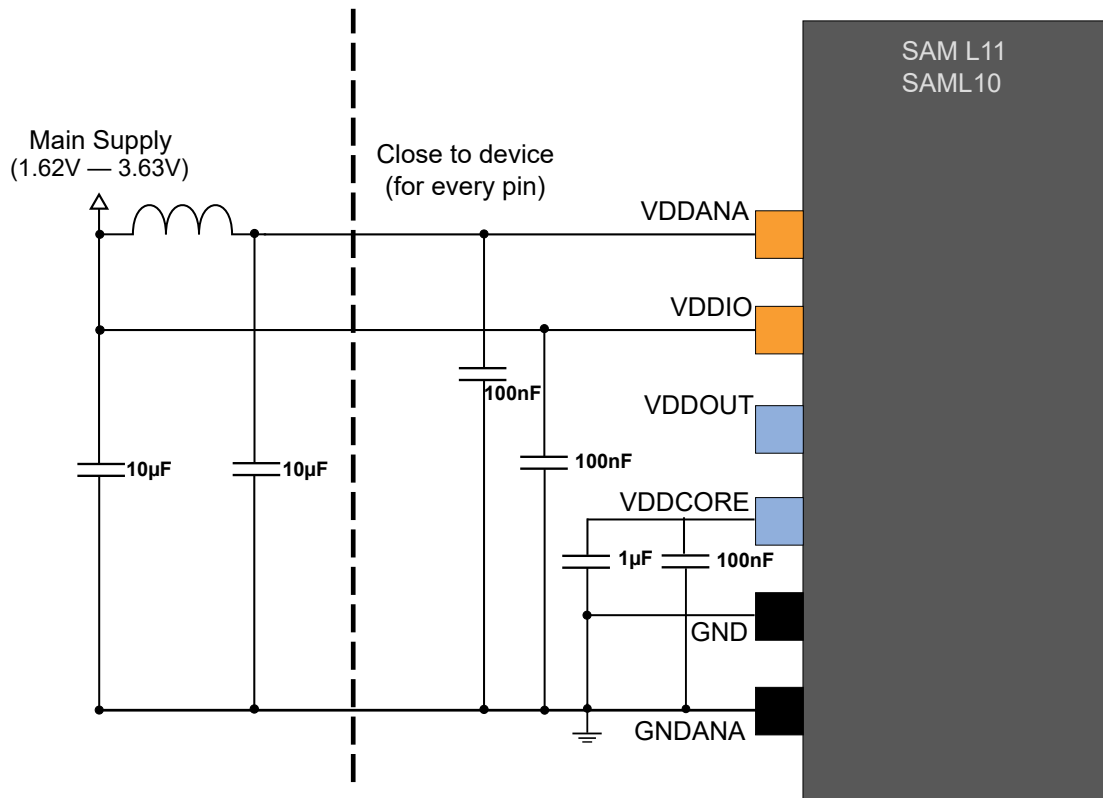 SAM L11
SAML10
Main Supply
(1.62V — 3.63V)
Close to device
(for every pin)
VDDANA
VDDIO
100nF
VDDOUT
10µF
10µF
100nF
VDDCORE
1µF
100nF
GND
GNDANA